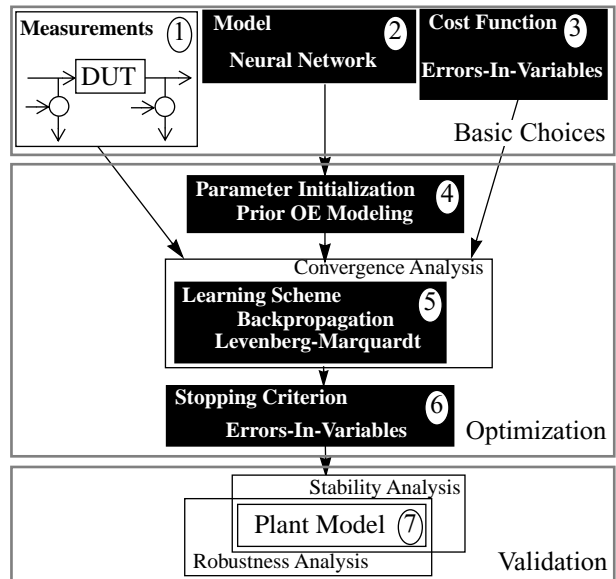 Measurements 1
DUT
Model 2
Neural Network
Cost Function 3
Errors-In-Variables
Basic Choices
Parameter Initialization 4
Prior OE Modeling
Convergence Analysis
Learning Scheme 5
Backpropagation
Levenberg-Marquardt
Stopping Criterion 6
Errors-In-Variables
Optimization
Stability Analysis
Plant Model 7
Robustness Analysis
Validation